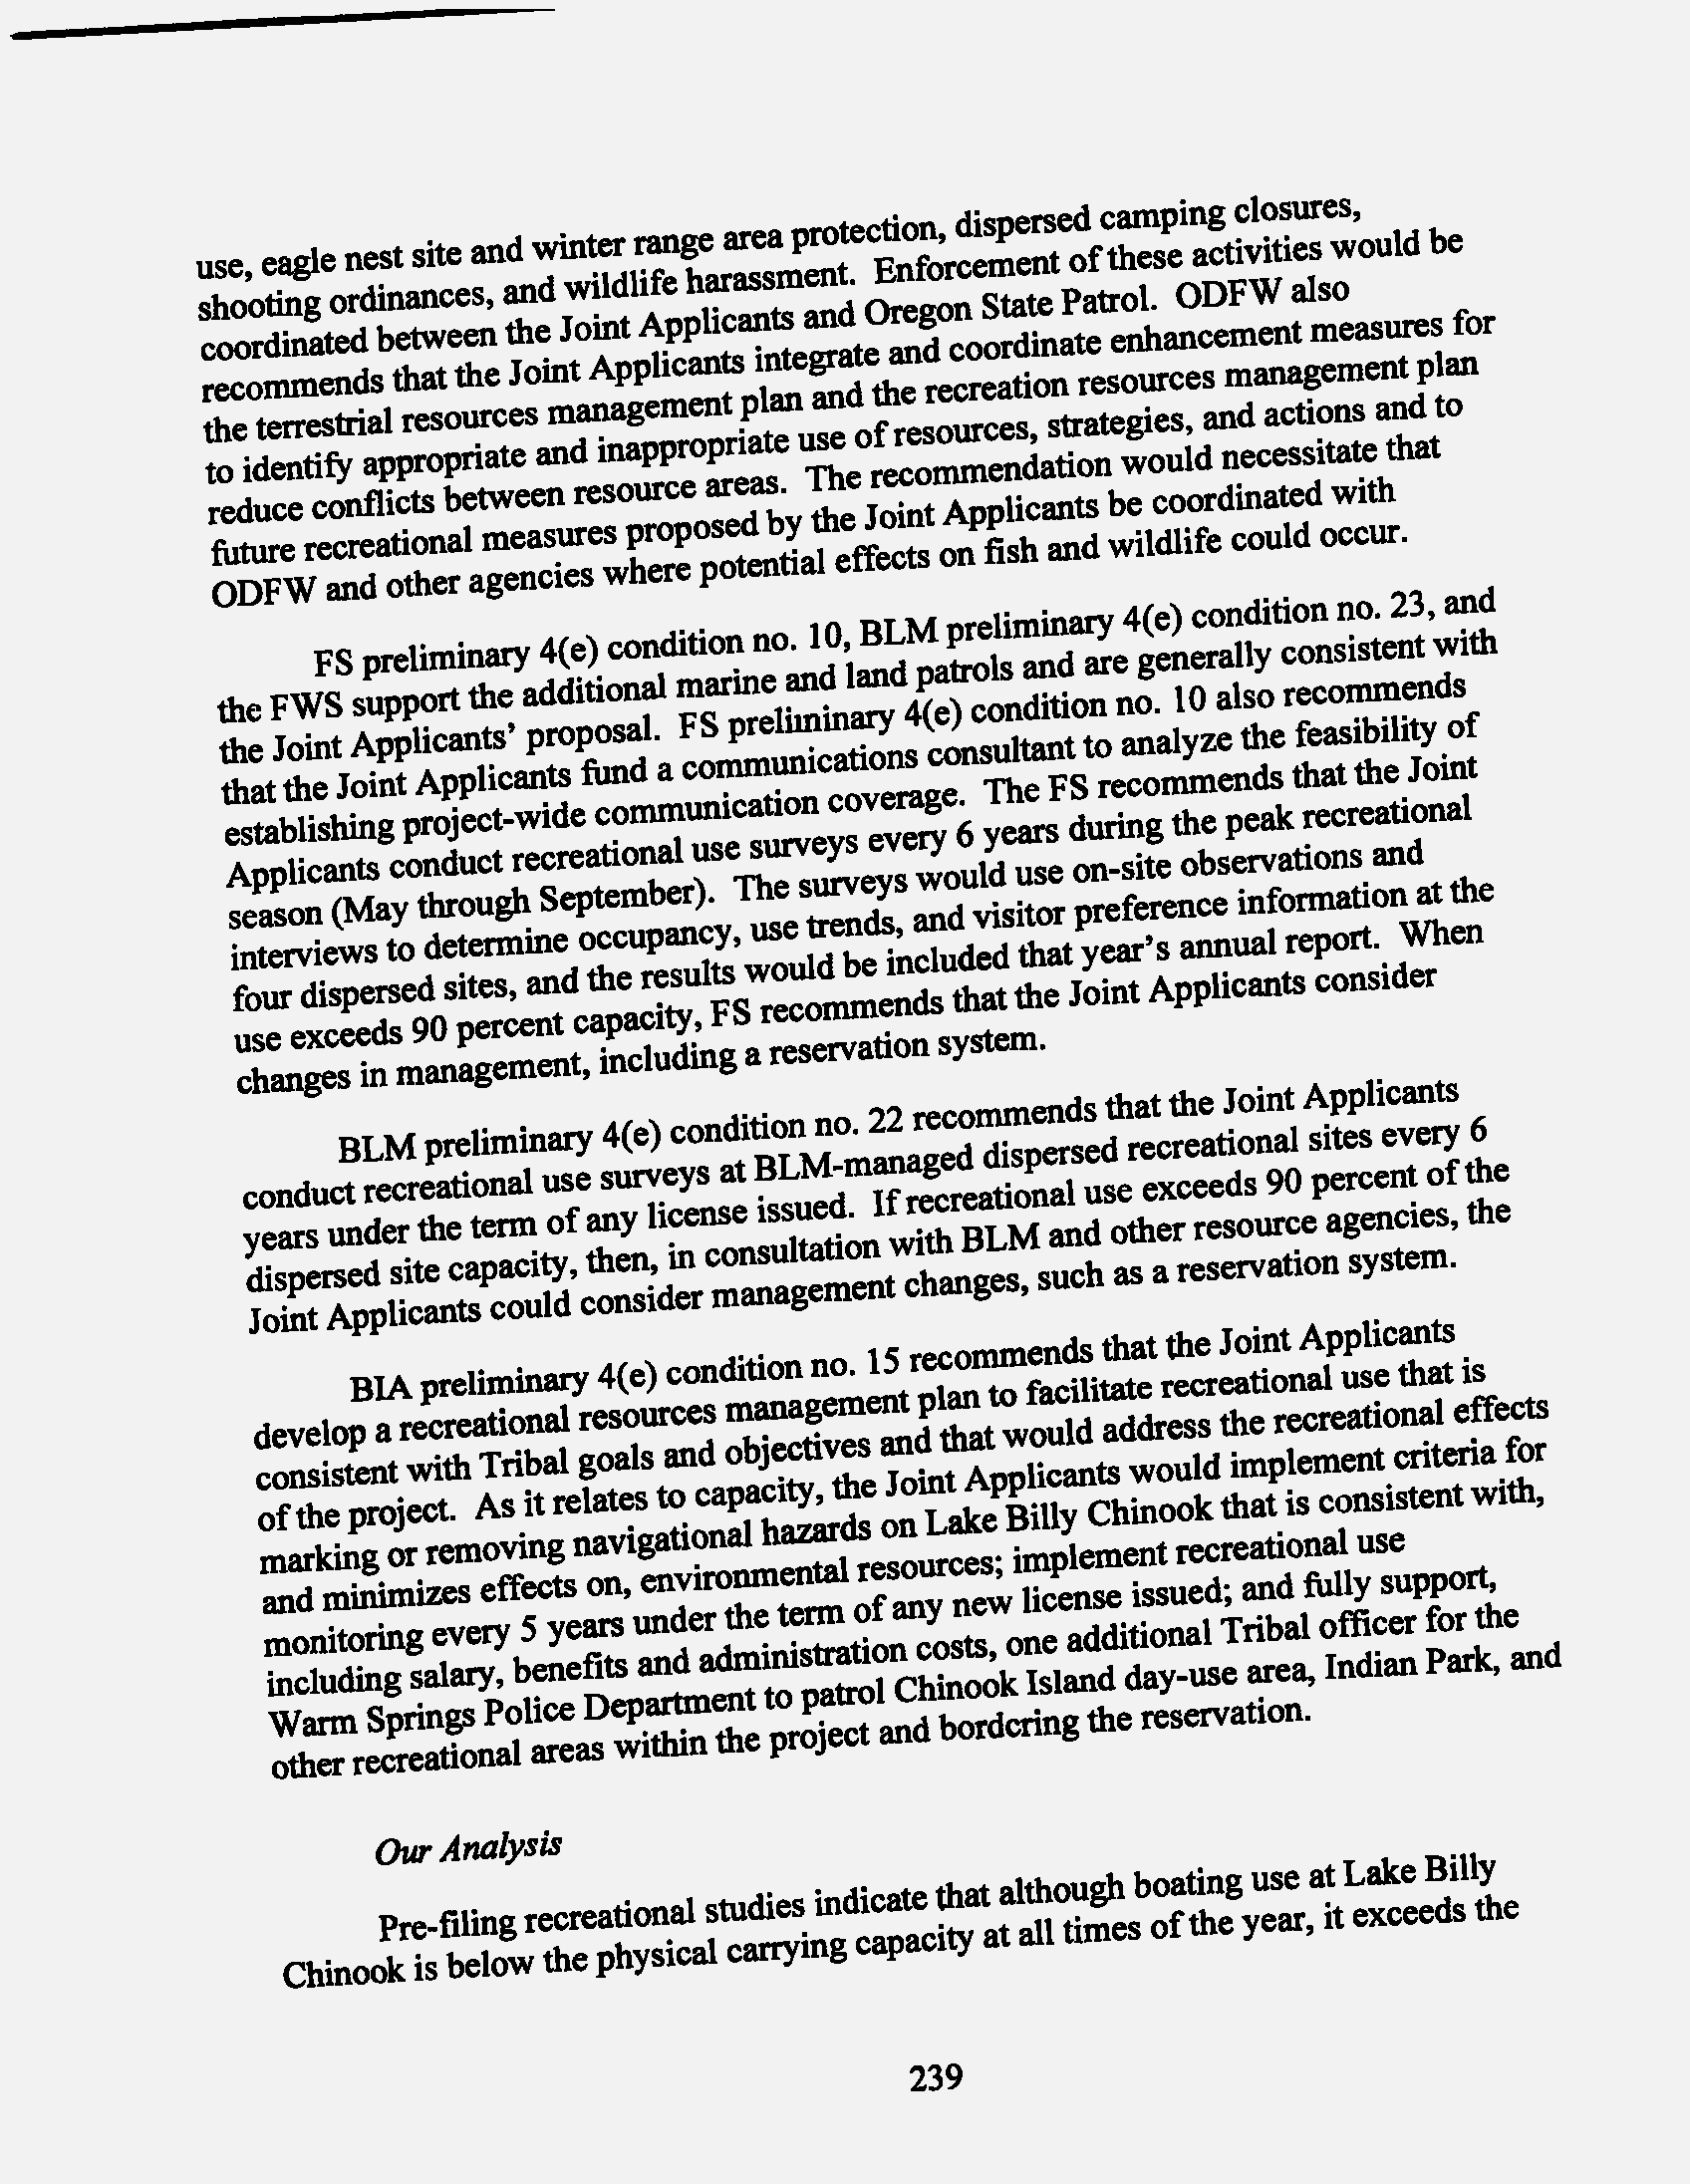 use, eagle nest site and winter range area protection, dispersed camping closures,
shooting ordinances, and wildlife harassment. Enforcement of these activities would be
coordinated between the Joint Applicants and Oregon State Patrol. ODFW also
recommends that the Joint Applicants integrate and coordinate enhancement measures for
the terrestrial resources management plan and the recreation resources management plan
to identify appropriate and inappropriate use of resources, strategies, and actions and to
reduce conflicts between resource areas. The recommendation would necessitate that
future recreational measures proposed by the Joint Applicants be coordinated with
ODFW and other agencies where potential effects on fish and wildlife could occur.
FS preliminary 4(e) condition no. 10, BLM preliminary 4(e) condition no. 23, and
the FWS support the additional marine and land patrols and are generally consistent with
the Joint Applicants' proposal. FS preliminary 4(e) condition no. 10 also recommends
that the Joint Applicants fund a communications consultant to analyze the feasibility of
establishing project-wide communication coverage. The FS recommends that the Joint
Applicants conduct recreational use surveys every 6 years during the peak recreational
season (May through September). The surveys would use on-site observations and
interviews to determine occupancy, use trends, and visitor preference information at the
four dispersed sites, and the results would be included that year's annual report. When
use exceeds 90 percent capacity, FS recommends that the Joint Applicants consider
changes in management, including a reservation system.
BLM preliminary 4(e) condition no. 22 recommends that the Joint Applicants
conduct recreational use surveys at BLM-managed dispersed recreational sites every 6
years under the term of any license issued. If recreational use exceeds 90 percent of the
dispersed site capacity, then, in consultation with BLM and other resource agencies, the
Joint Applicants could consider management changes, such as a reservation system.
BIA preliminary 4(e) condition no. 15 recommends that the Joint Applicants
develop a recreational resources management plan to facilitate recreational use that is
consistent with Tribal goals and objectives and that would address the recreational effects
of the project. As it relates to capacity, the Joint Applicants would implement criteria for
marking or removing navigational hazards on Lake Billy Chinook that is consistent with,
and minimizes effects on, environmental resources; implement recreational use
monitoring every 5 years under the term of any new license issued; and fully support,
including salary, benefits and administration costs, one additional Tribal officer for the
Warm Springs Police Department to patrol Chinook Island day-use area, Indian Park, and
other recreational areas within the project and bordering the reservation.
Our Analysis
Pre-filing recreational studies indicate that although boating use at Lake Billy
Chinook is below the physical carrying capacity at all times of the year, it exceeds the
239